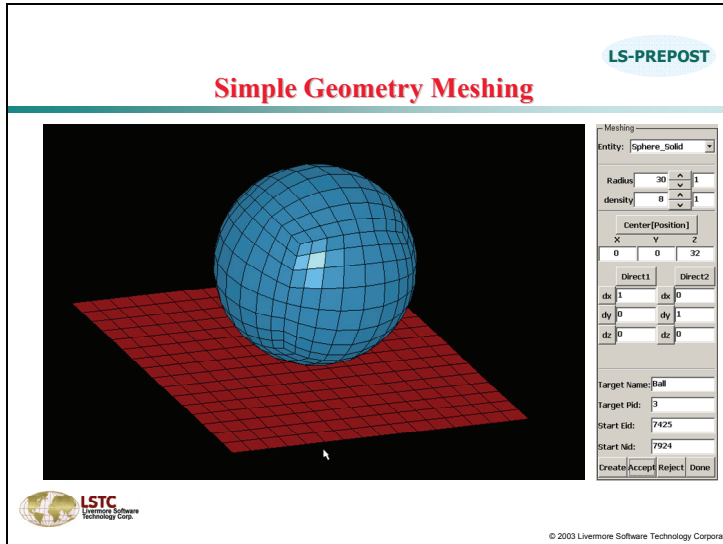 LS-PREPOST
Simple Geometry Meshing
Meshing
Entity: Sphere_Solid
Radius 30 1
density 8 1
Center[Position]
X Y Z
0 0 32
Direct1 Direct2
dx 1 dx 0
dy 0 dy 1
dz 0 dz 0
Target Name: Ball
Target Pid: 3
Start Eid: 7425
Start Nid: 7924
Create Accept Reject Done
LSTC
Livermore Software
Technology Corp.
© 2003 Livermore Software Technology Corpora